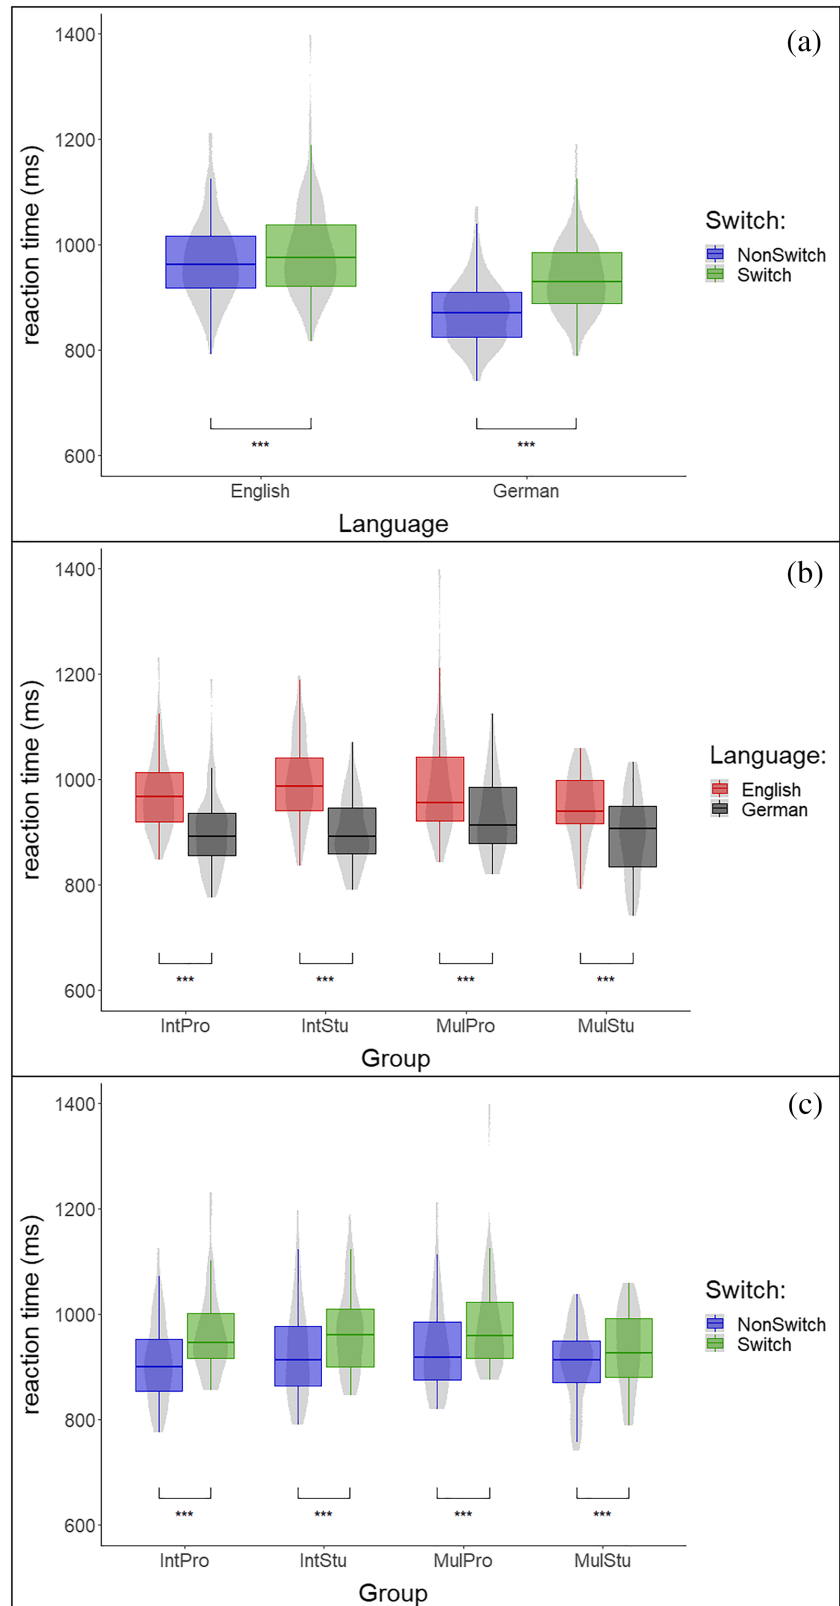 (a)
1400
1200
1000
800
600
reaction time (ms)
Switch:
NonSwitch
Switch
***
***
English
German
Language
(b)
1400
1200
1000
800
600
reaction time (ms)
Language:
English
German
***
***
***
***
IntPro
IntStu
MulPro
MulStu
Group
(c)
1400
1200
1000
800
600
reaction time (ms)
Switch:
NonSwitch
Switch
***
***
***
***
IntPro
IntStu
MulPro
MulStu
Group